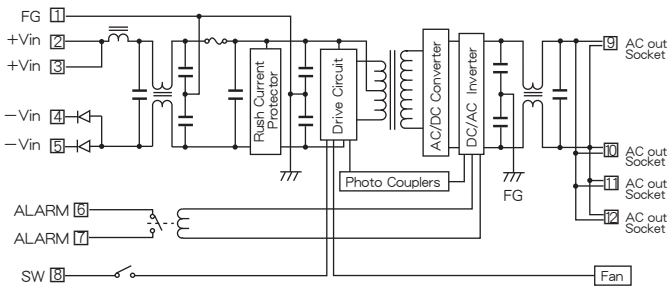 FG 1
+Vin 2
+Vin 3
−Vin 4
−Vin 5
Rush Current
Protector
Drive Circuit
AC/DC Converter
DC/AC Inverter
Photo Couplers
FG
9 AC out
Socket
10 AC out
Socket
11 AC out
Socket
12 AC out
Socket
ALARM 6
ALARM 7
SW 8
Fan